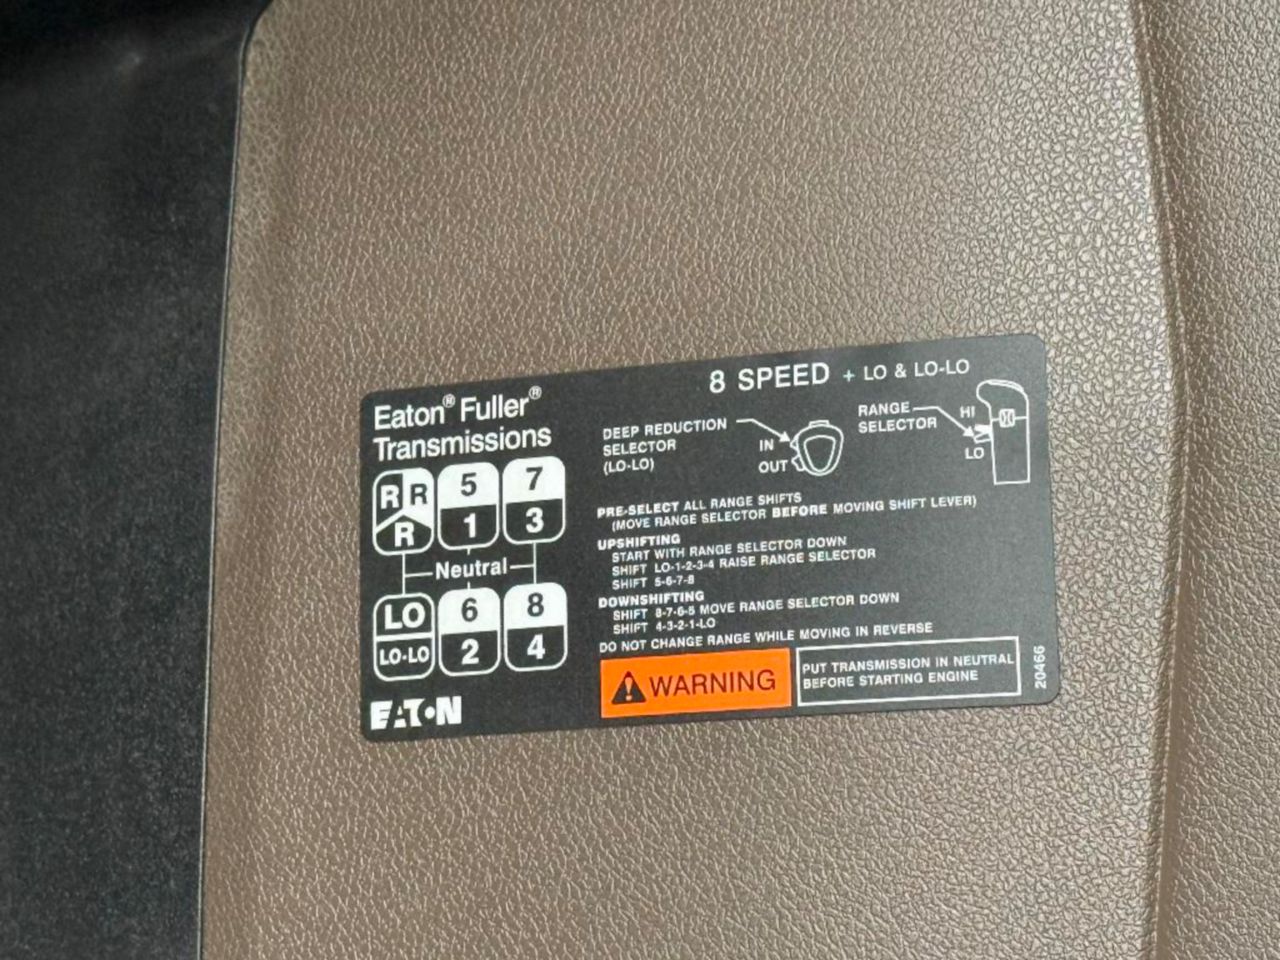 Eaton® Fuller®
Transmissions
R R 5 7
R 1 3
Neutral
LO 6 8
LO-LO 2 4
EATON
8 SPEED + LO & LO-LO
DEEP REDUCTION
SELECTOR
(LO-LO)
IN
OUT
RANGE
SELECTOR
HI
LO
PRE-SELECT ALL RANGE SHIFTS
(MOVE RANGE SELECTOR BEFORE MOVING SHIFT LEVER)
UPSHIFTING
START WITH RANGE SELECTOR DOWN
SHIFT LO-1-2-3-4 RAISE RANGE SELECTOR
SHIFT 5-6-7-8
DOWNSHIFTING
SHIFT 8-7-6-5 MOVE RANGE SELECTOR DOWN
SHIFT 4-3-2-1-LO
DO NOT CHANGE RANGE WHILE MOVING IN REVERSE
WARNING
PUT TRANSMISSION IN NEUTRAL
BEFORE STARTING ENGINE
20466